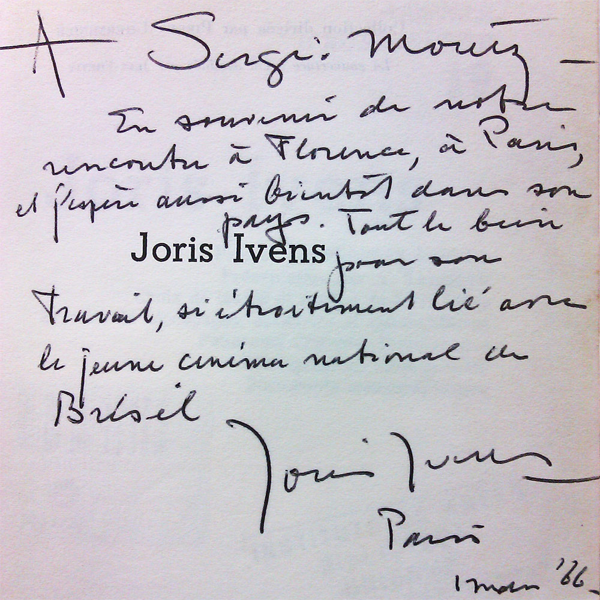 A Sergio Moniz -
En souvenir de notre
rencontre à Florence, à Paris,
et j'espère aussi bientôt dans son
pays. Tout le bien
Joris Ivens
pour son
travail, si étroitement lié avec
le jeune cinéma national du
Brésil
Joris Ivens
Paris
1 mars '66-